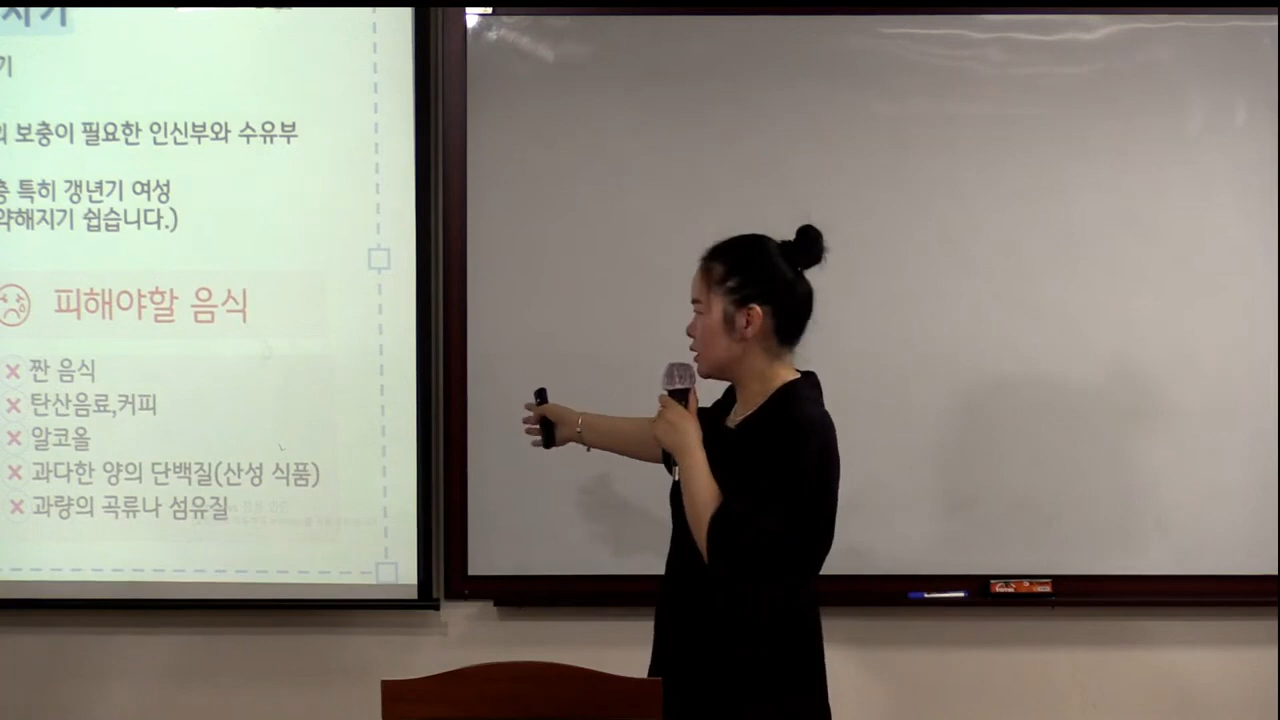 기
보충이 필요한 인신부와 수유부
특히 갱년기 여성
약해지기 쉽습니다.)
피해야할 음식
× 짠 음식
× 탄산음료,커피
× 알코올
× 과다한 양의 단백질(산성 식품)
× 과량의 곡류나 섬유질